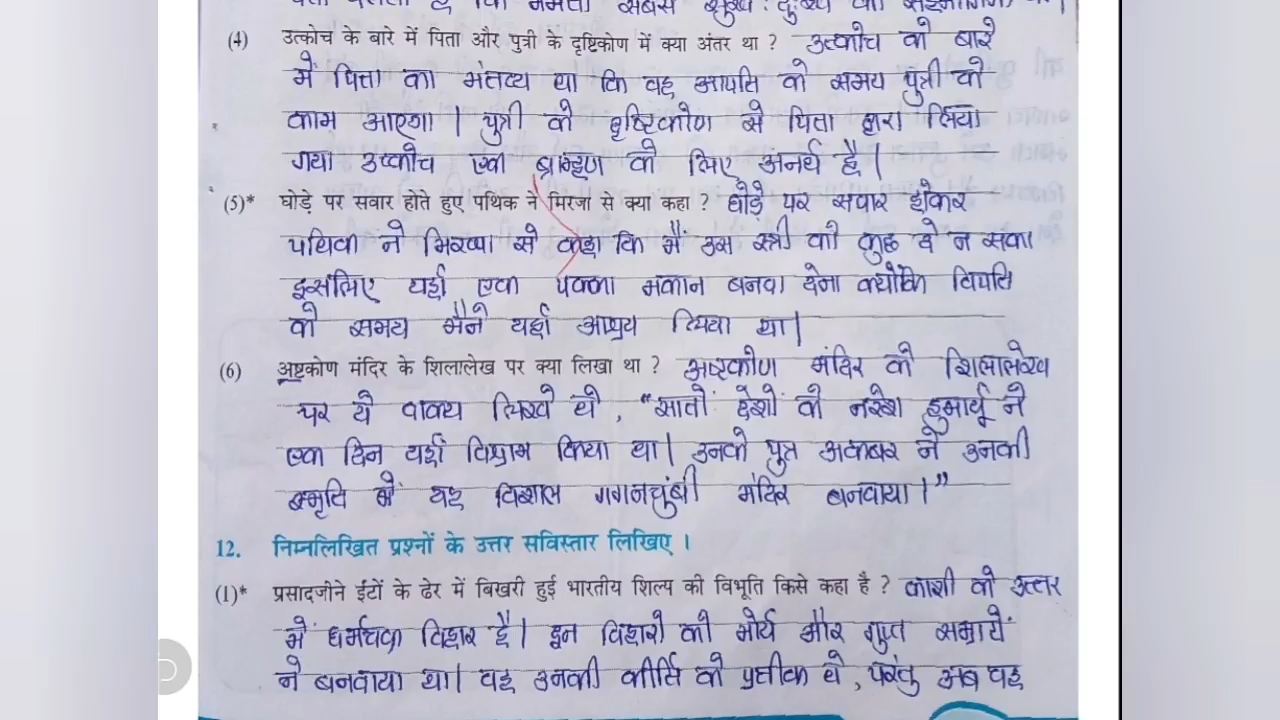 (4) उत्कोच के बारे में पिता और पुत्री के दृष्टिकोण में क्या अंतर था ? उत्कोच के बारे
में पिता का मंतव्य था कि वह आपत्ति के समय पुत्री के
काम आएगा । पुत्री के दृष्टिकोण से पिता द्वारा लिया
गया उत्कोच एक ब्राम्हण के लिए अनर्थ है।
(5)* घोड़े पर सवार होते हुए पथिक ने मिरजा से क्या कहा ? घोड़े पर सवार होकर
पथिक ने मिरजा से कहा कि मैं उस स्त्री को कुछ दे न सका
इसलिए यहाँ एक पक्का मकान बनवा देना क्योंकि विपति
के समय मैंने यहाँ आश्रय लिया था।
(6) अष्टकोण मंदिर के शिलालेख पर क्या लिखा था ? अष्टकोण मंदिर के शिलालेख
पर ये वाक्य लिखे थे, “सातों देशों के नरेश हुमायूं ने
एक दिन यहाँ विश्राम किया था। उनके पुत्र अकबर ने उनकी
स्मृति में यह विशाल गगनचुंबी मंदिर बनवाया।”
12. निम्नलिखित प्रश्नों के उत्तर सविस्तार लिखिए ।
(1)* प्रसादजीने ईंटों के ढेर में बिखरी हुई भारतीय शिल्प की विभूति किसे कहा है ? काशी के उत्तर
में धर्मचक्र विहार है। इन विहारो को मौर्य और गुप्त सम्राटों
ने बनवाया था। वह उनकी कीर्ति के प्रतीक थे, परंतु अब वह